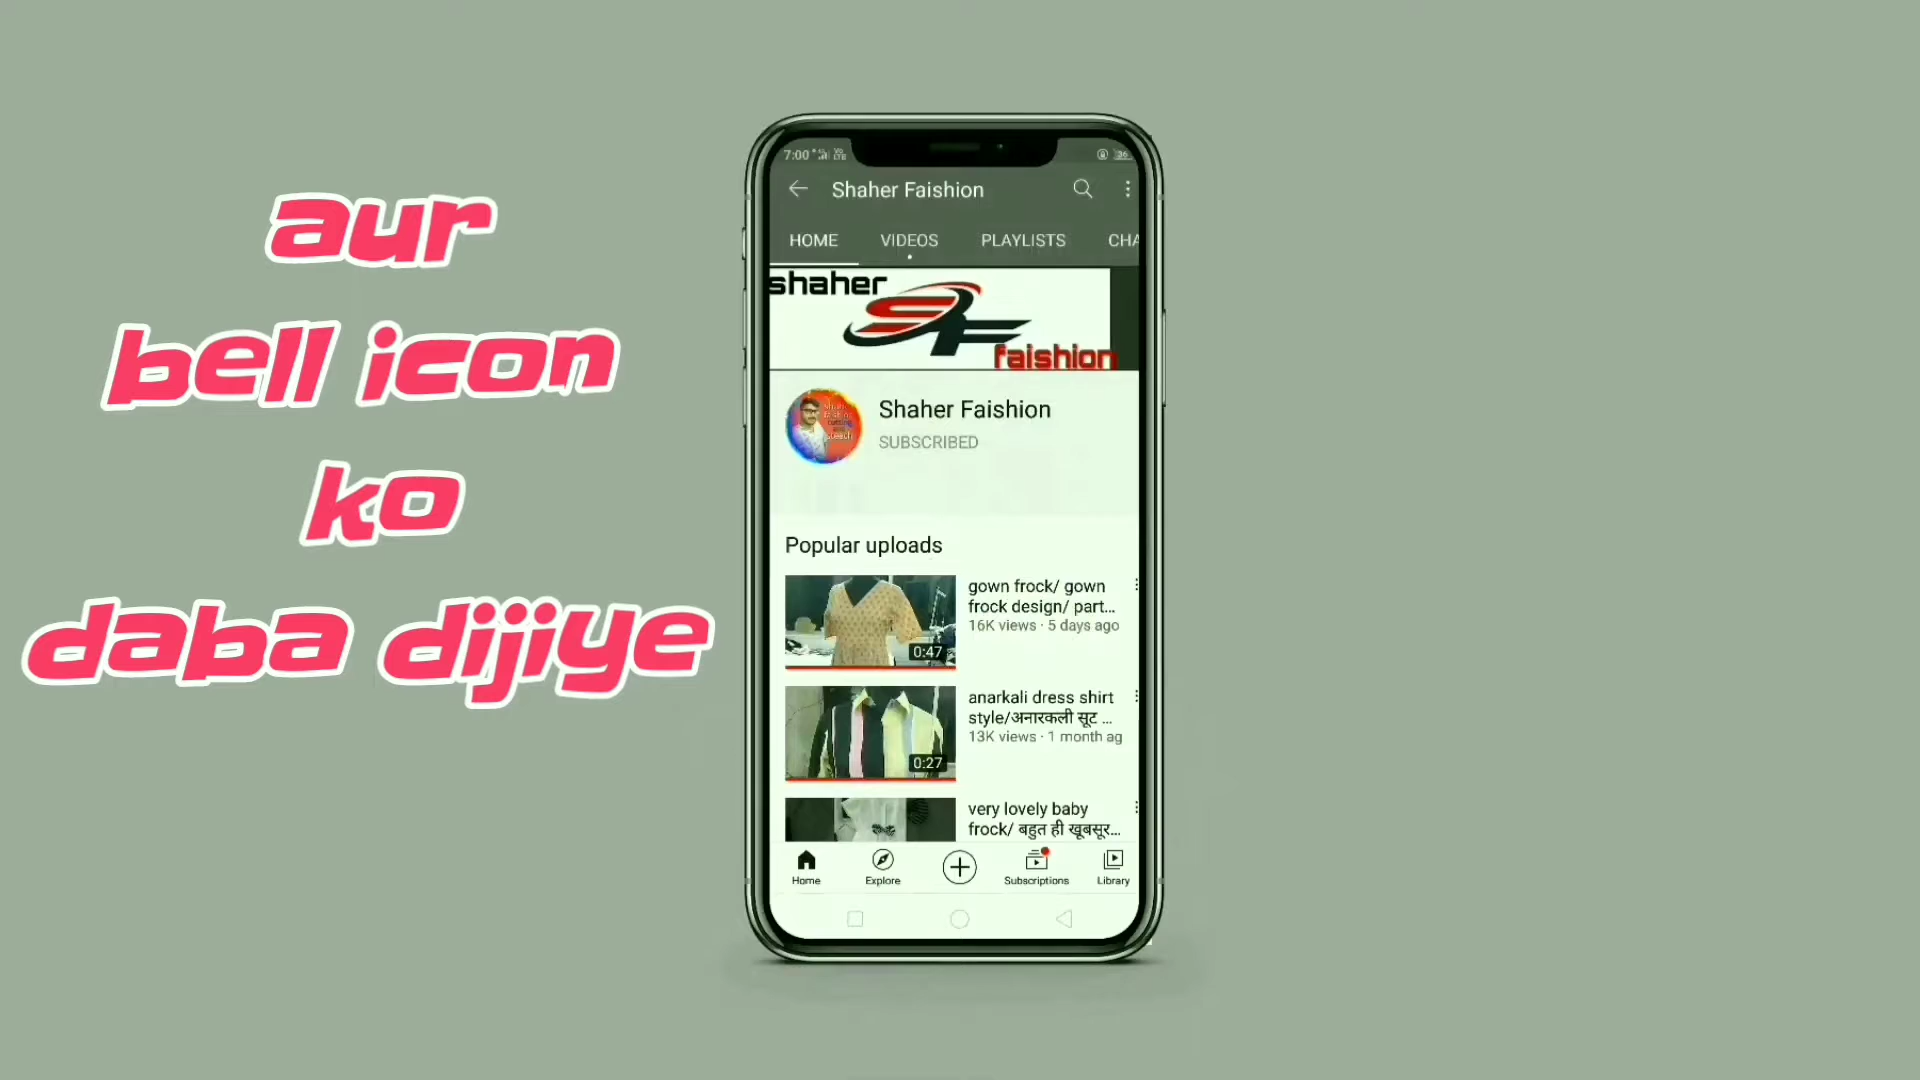 aur
bell icon
ko
daba dijiye
7:00
36
Shaher Faishion
HOME VIDEOS PLAYLISTS CHA
shaher
SF
faishion
Shaher Faishion
SUBSCRIBED
Popular uploads
gown frock/ gown
frock design/ part...
16K views · 5 days ago
0:47
anarkali dress shirt
style/अनारकली सूट ...
13K views · 1 month ag
0:27
very lovely baby
frock/ बहुत ही खूबसूर...
Home Explore Subscriptions Library